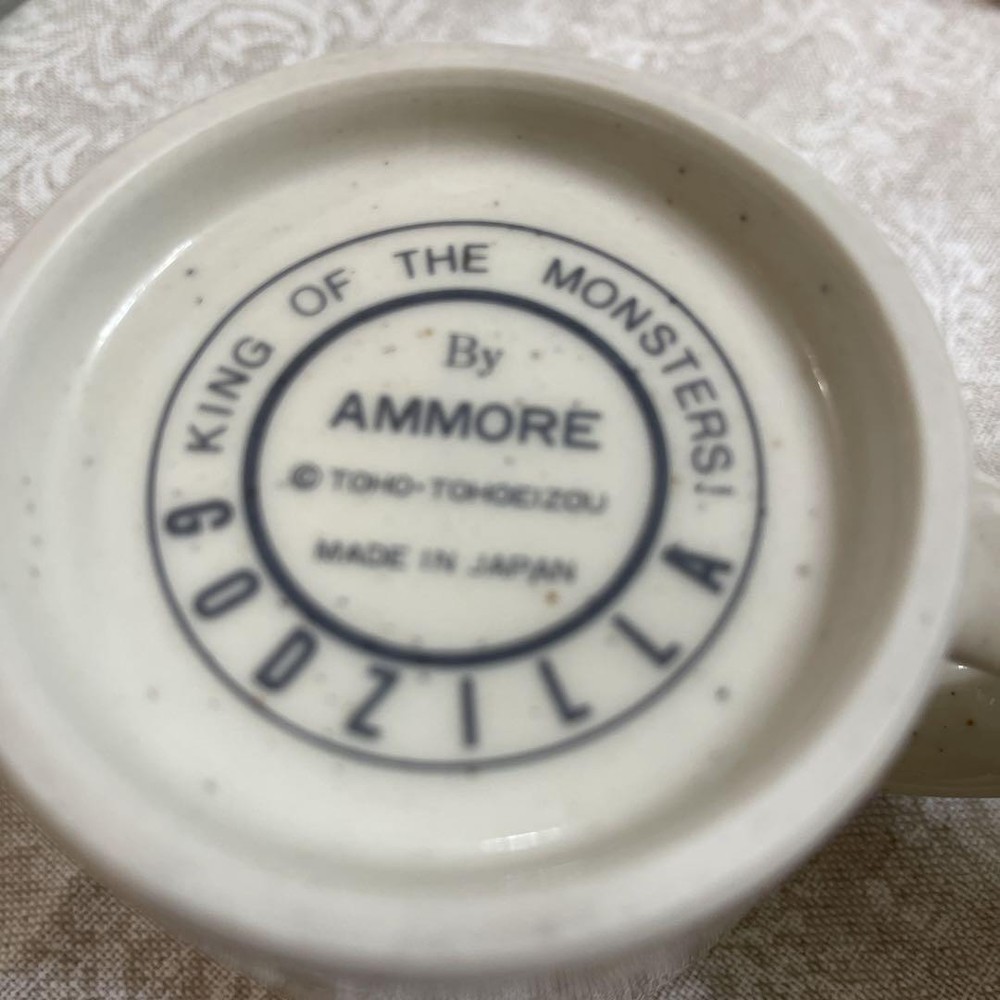 KING OF THE MONSTERS!
GODZILLA
By
AMMORE
© TOHO-TOHOEIZOU
MADE IN JAPAN